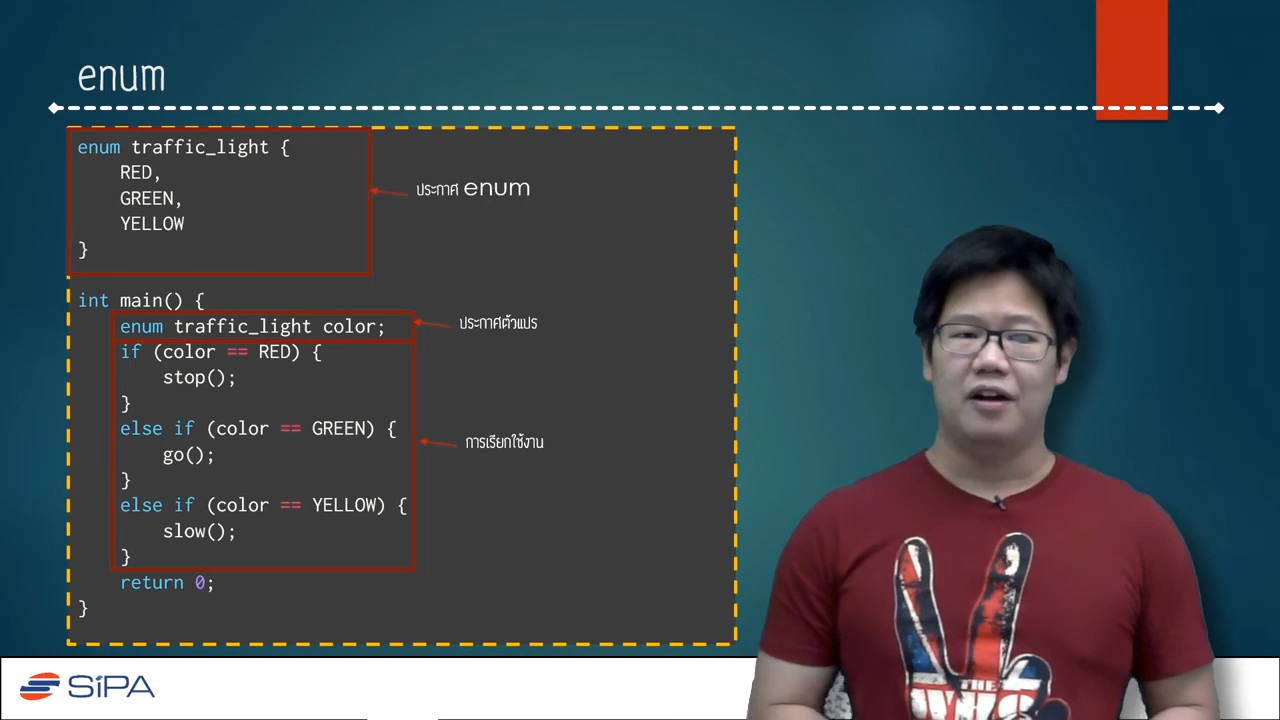 enum
enum traffic_light {
RED,
GREEN,
YELLOW
}
ประกาศ enum
int main() {
enum traffic_light color;
ประกาศตัวแปร
if (color == RED) {
stop();
}
else if (color == GREEN) {
go();
}
else if (color == YELLOW) {
slow();
}
การเรียกใช้งาน
return 0;
}
SiPA
THE